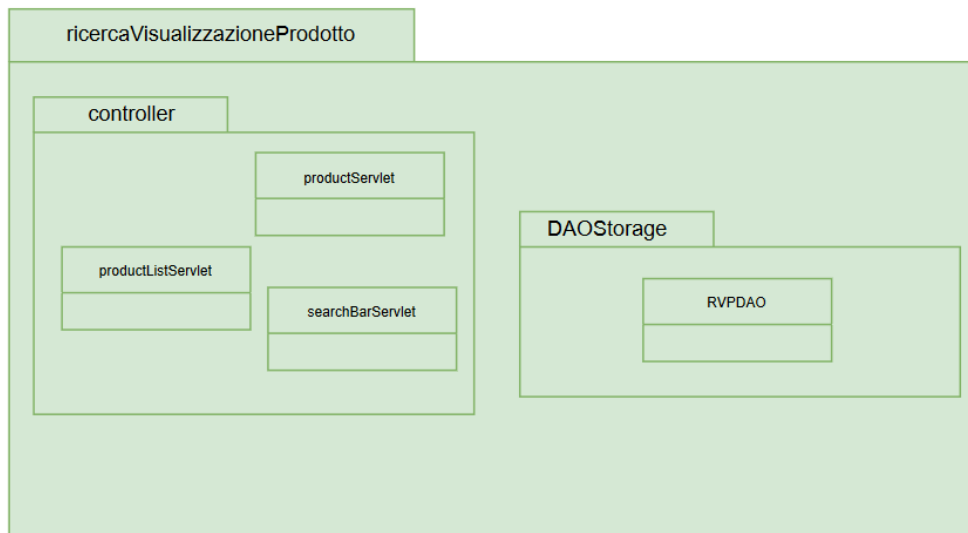 ricercaVisualizzazioneProdotto
controller
productServlet
productListServlet
searchBarServlet
DAOStorage
RVPDAO